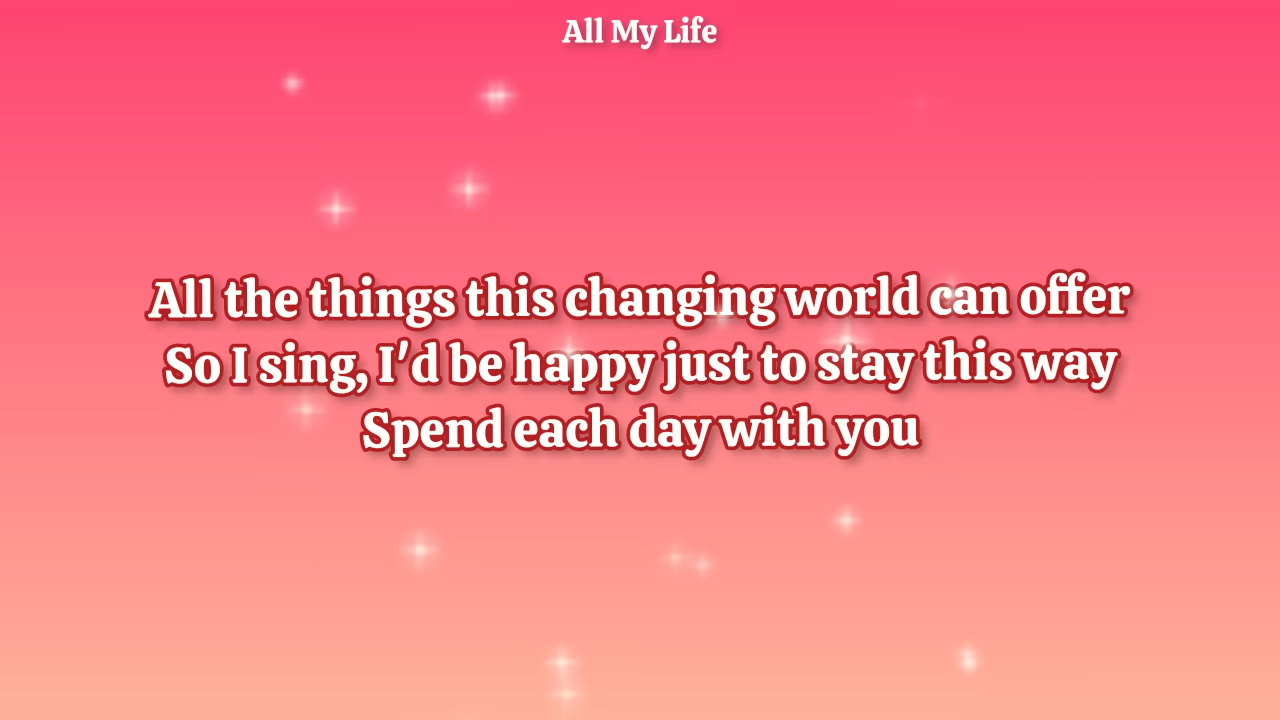 All My Life
All the things this changing world can offer
So I sing, I'd be happy just to stay this way
Spend each day with you